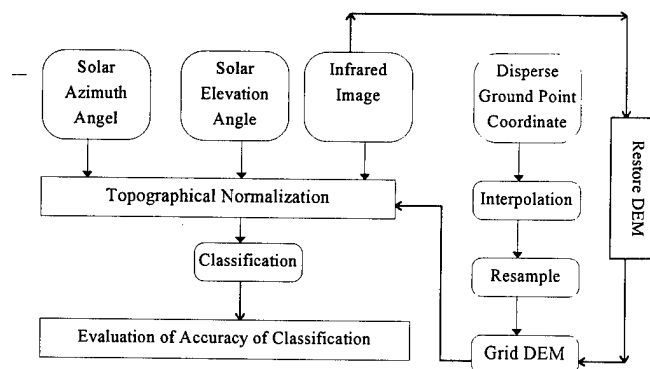 Solar
Azimuth
Angel
Solar
Elevation
Angle
Infrared
Image
Disperse
Ground Point
Coordinate
Restore DEM
Topographical Normalization
Interpolation
Classification
Resample
Evaluation of Accuracy of Classification
Grid DEM